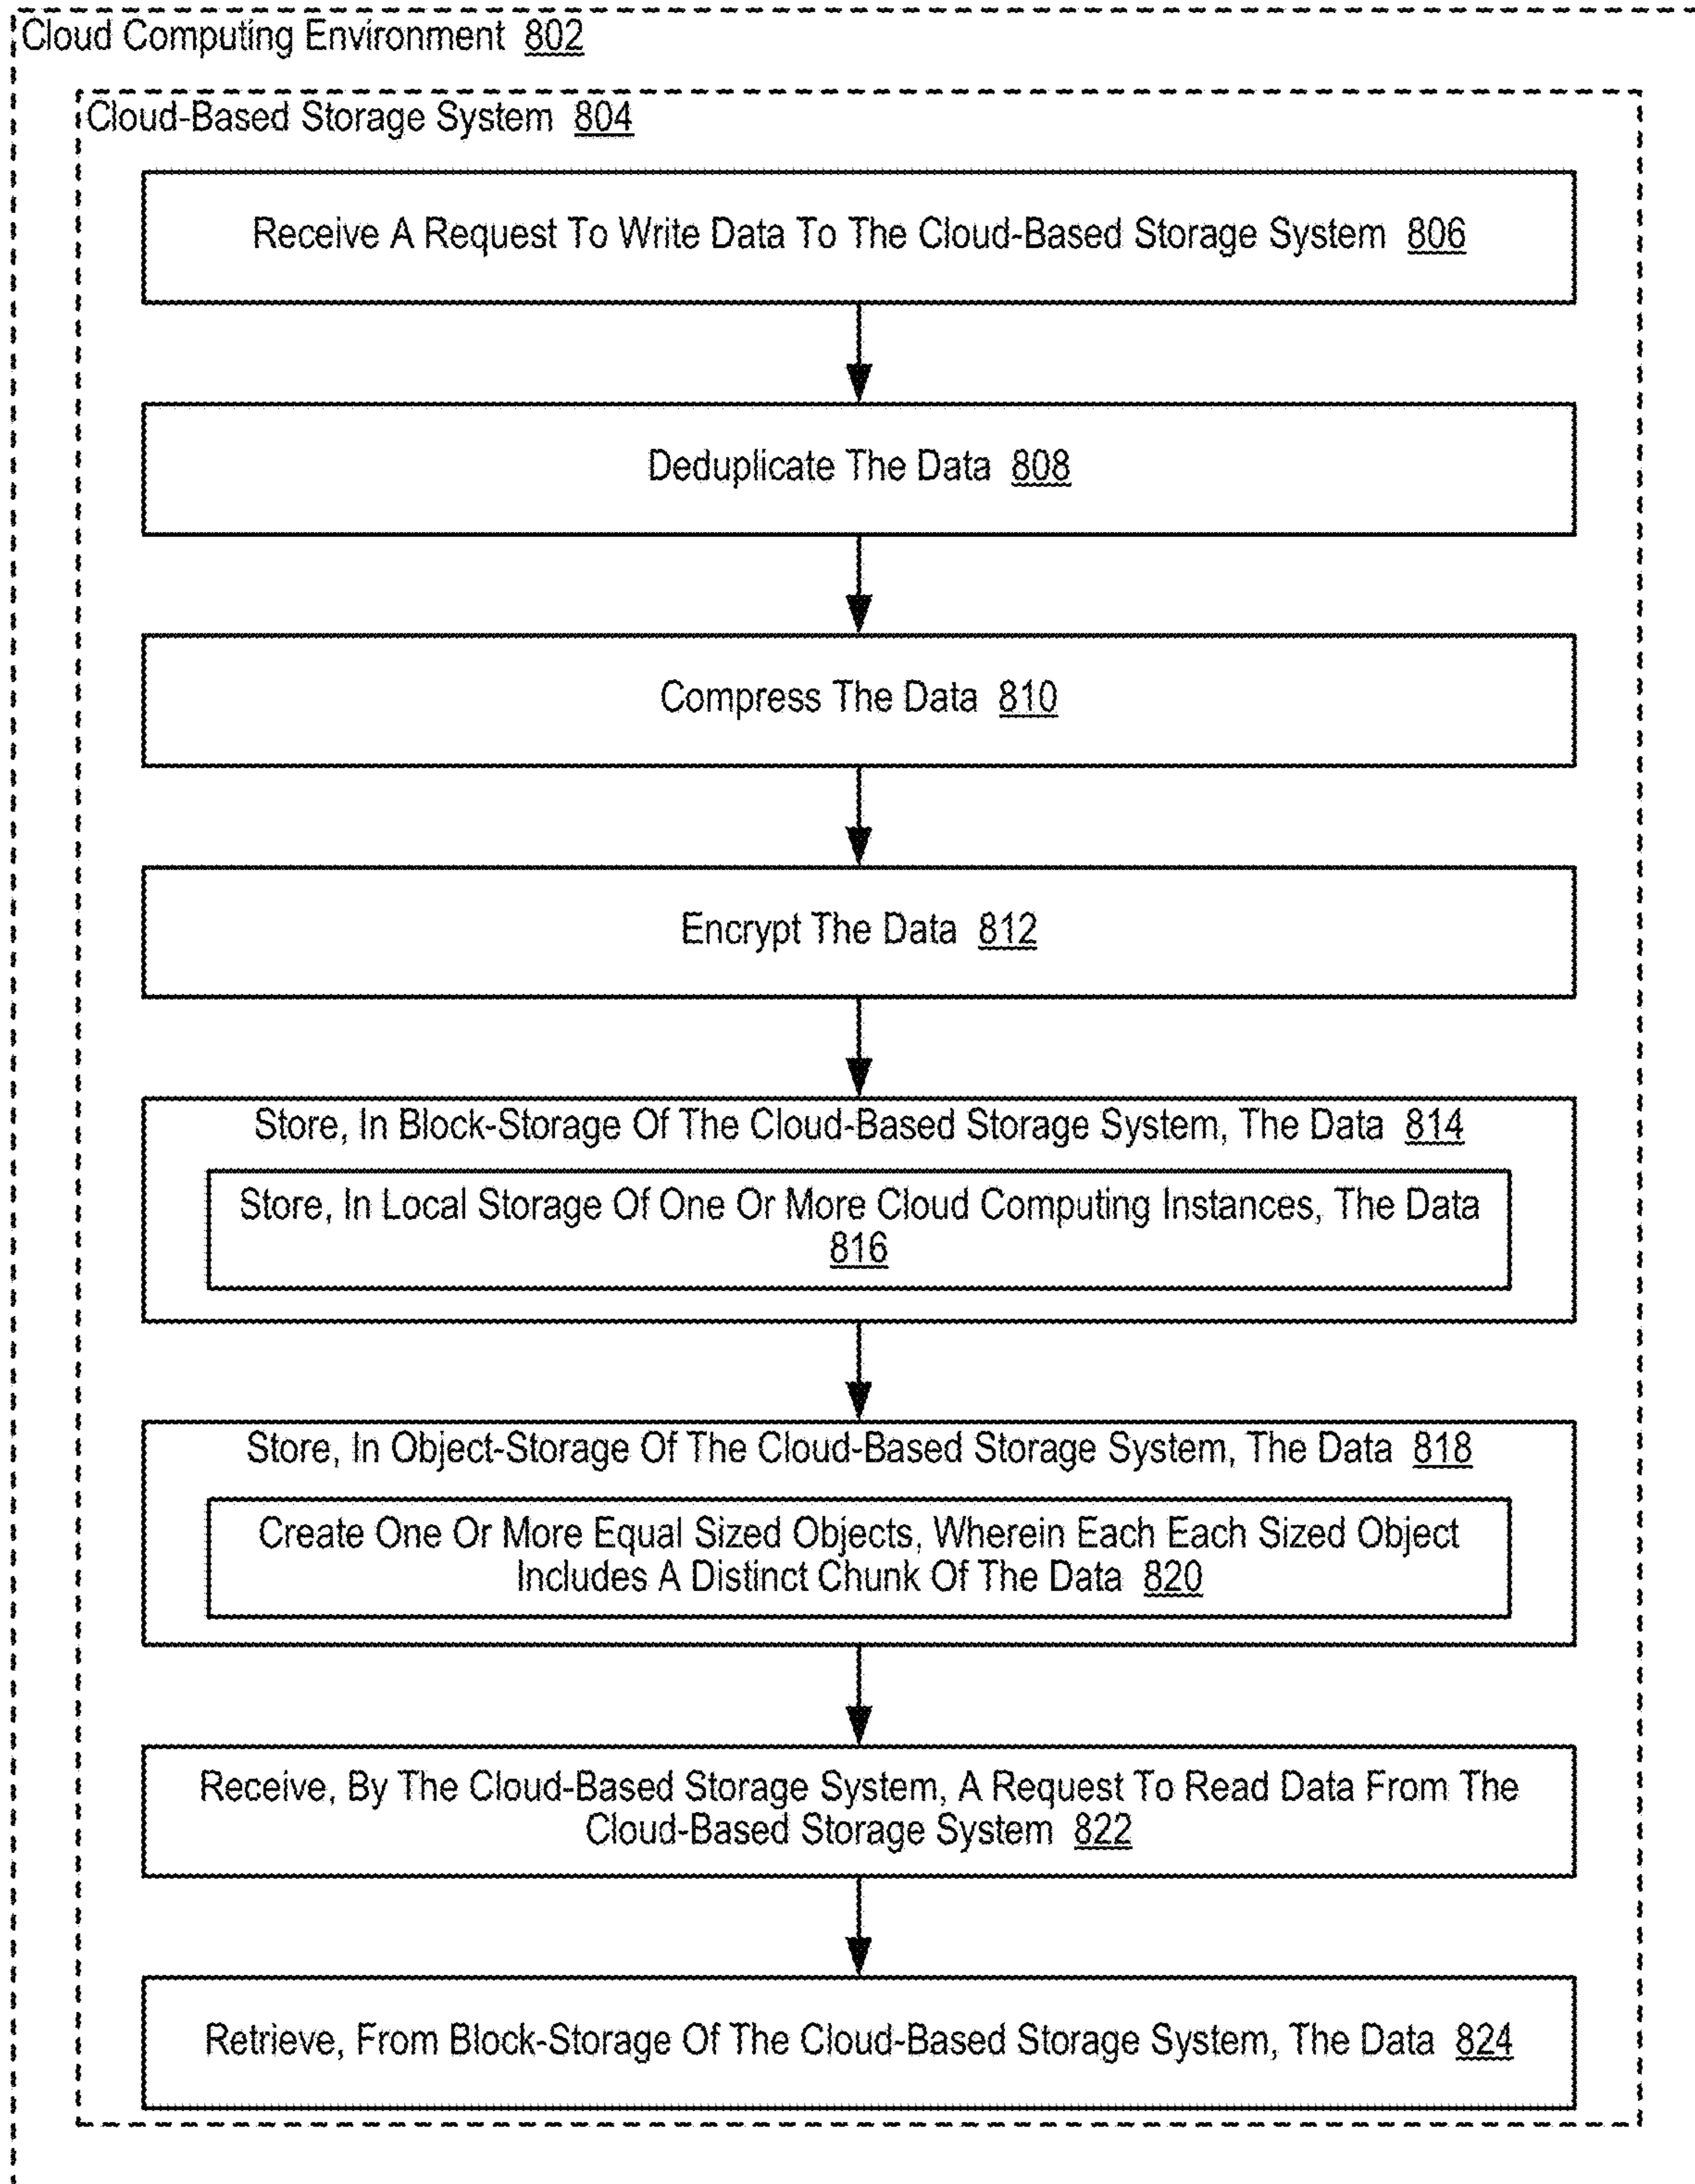 Cloud Computing Environment 802
Cloud-Based Storage System 804
Receive A Request To Write Data To The Cloud-Based Storage System 806
Deduplicate The Data 808
Compress The Data 810
Encrypt The Data 812
Store, In Block-Storage Of The Cloud-Based Storage System, The Data 814
Store, In Local Storage Of One Or More Cloud Computing Instances, The Data
816
Store, In Object-Storage Of The Cloud-Based Storage System, The Data 818
Create One Or More Equal Sized Objects, Wherein Each Each Sized Object
Includes A Distinct Chunk Of The Data 820
Receive, By The Cloud-Based Storage System, A Request To Read Data From The
Cloud-Based Storage System 822
Retrieve, From Block-Storage Of The Cloud-Based Storage System, The Data 824